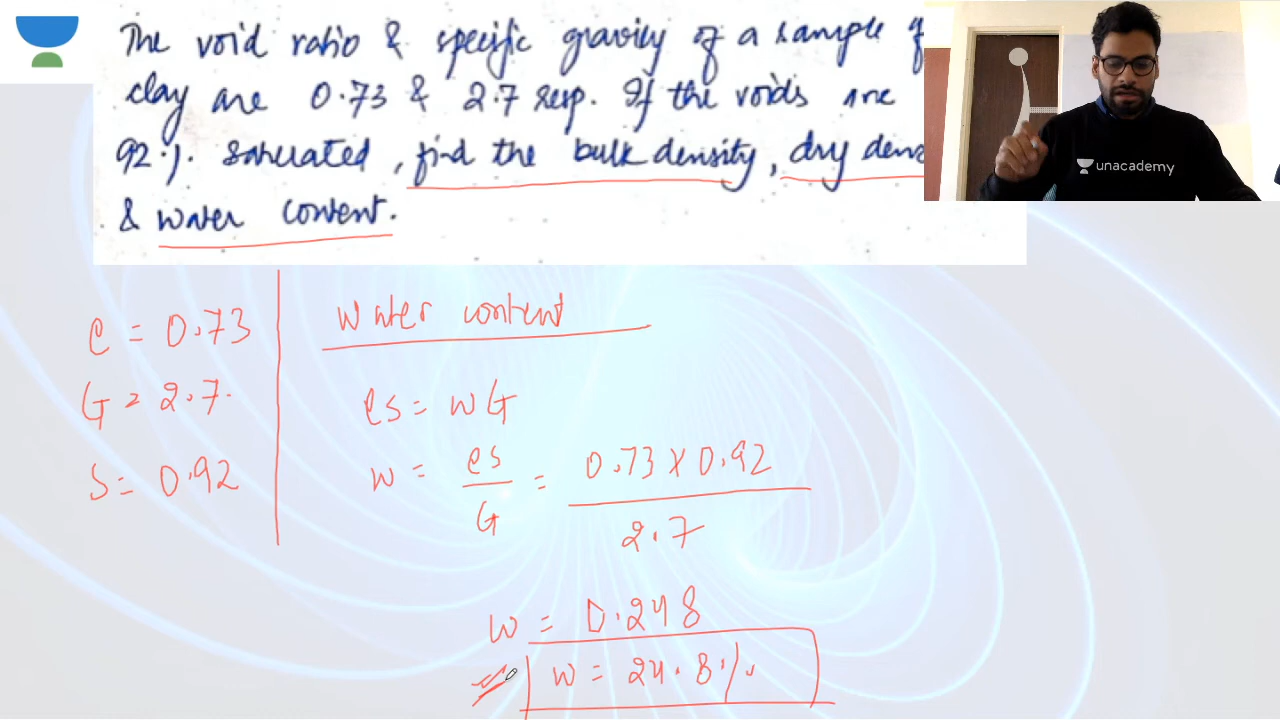 The void ratio & specific gravity of a sample of
clay are 0.73 & 2.7 resp. If the voids are
92%. saturated, find the bulk density, dry dens
& water content.
unacademy
e = 0.73
G = 2.7.
S = 0.92
Water content
es = wG
w = es/G = 0.73 X 0.92 / 2.7
w = 0.248
w = 24.8%